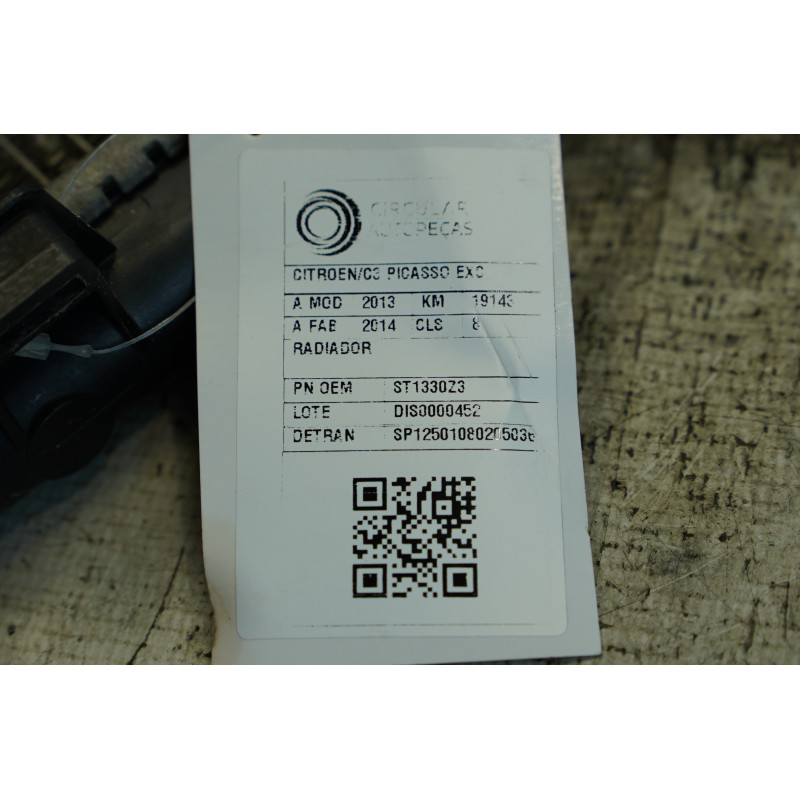 CIRCULAR
AUTOPEÇAS
CITROEN/C3 PICASSO EXC
A MOD 2013 KM 19143
A FAB 2014 CLS 8
RADIADOR
PN OEM ST1330Z3
LOTE DIS0000452
DETRAN